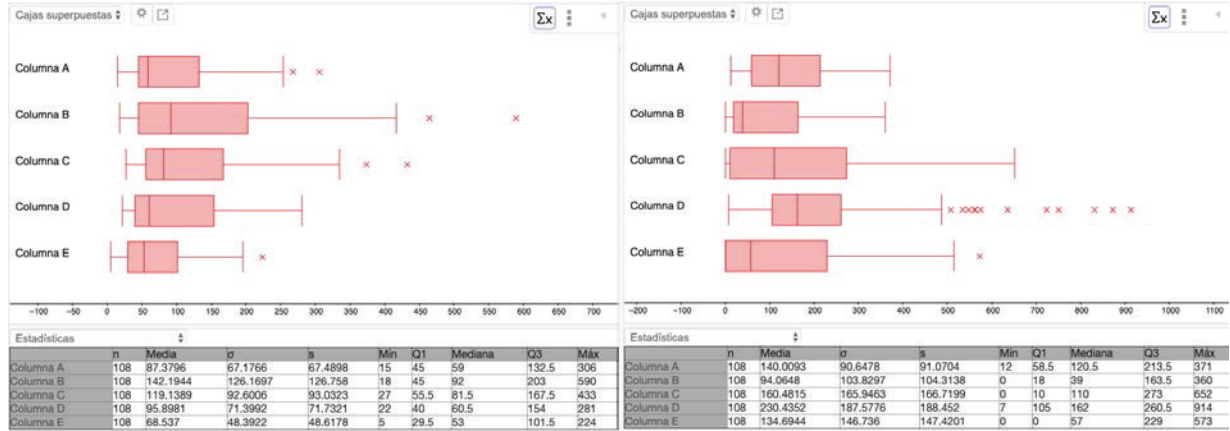 Cajas superpuestas
Σx
Columna A
Columna B
Columna C
Columna D
Columna E
−100 −50 0 50 100 150 200 250 300 350 400 450 500 550 600 650 700
Estadísticas
n Media σ s Mín Q1 Mediana Q3 Máx
Columna A 108 87.3796 67.1766 67.4898 15 45 59 132.5 306
Columna B 108 142.1944 126.1697 126.758 18 45 92 203 590
Columna C 108 119.1389 92.6006 93.0323 27 55.5 81.5 167.5 433
Columna D 108 95.8981 71.3992 71.7321 22 40 60.5 154 281
Columna E 108 68.537 48.3922 48.6178 5 29.5 53 101.5 224
Cajas superpuestas
Σx
Columna A
Columna B
Columna C
Columna D
Columna E
−200 −100 0 100 200 300 400 500 600 700 800 900 1000 1100
Estadísticas
n Media σ s Mín Q1 Mediana Q3 Máx
Columna A 108 140.0093 90.6478 91.0704 12 58.5 120.5 213.5 371
Columna B 108 94.0648 103.8297 104.3138 0 18 39 163.5 360
Columna C 108 160.4815 165.9463 166.7199 0 10 110 273 652
Columna D 108 230.4352 187.5776 188.452 7 105 162 260.5 914
Columna E 108 134.6944 146.736 147.4201 0 0 57 229 573